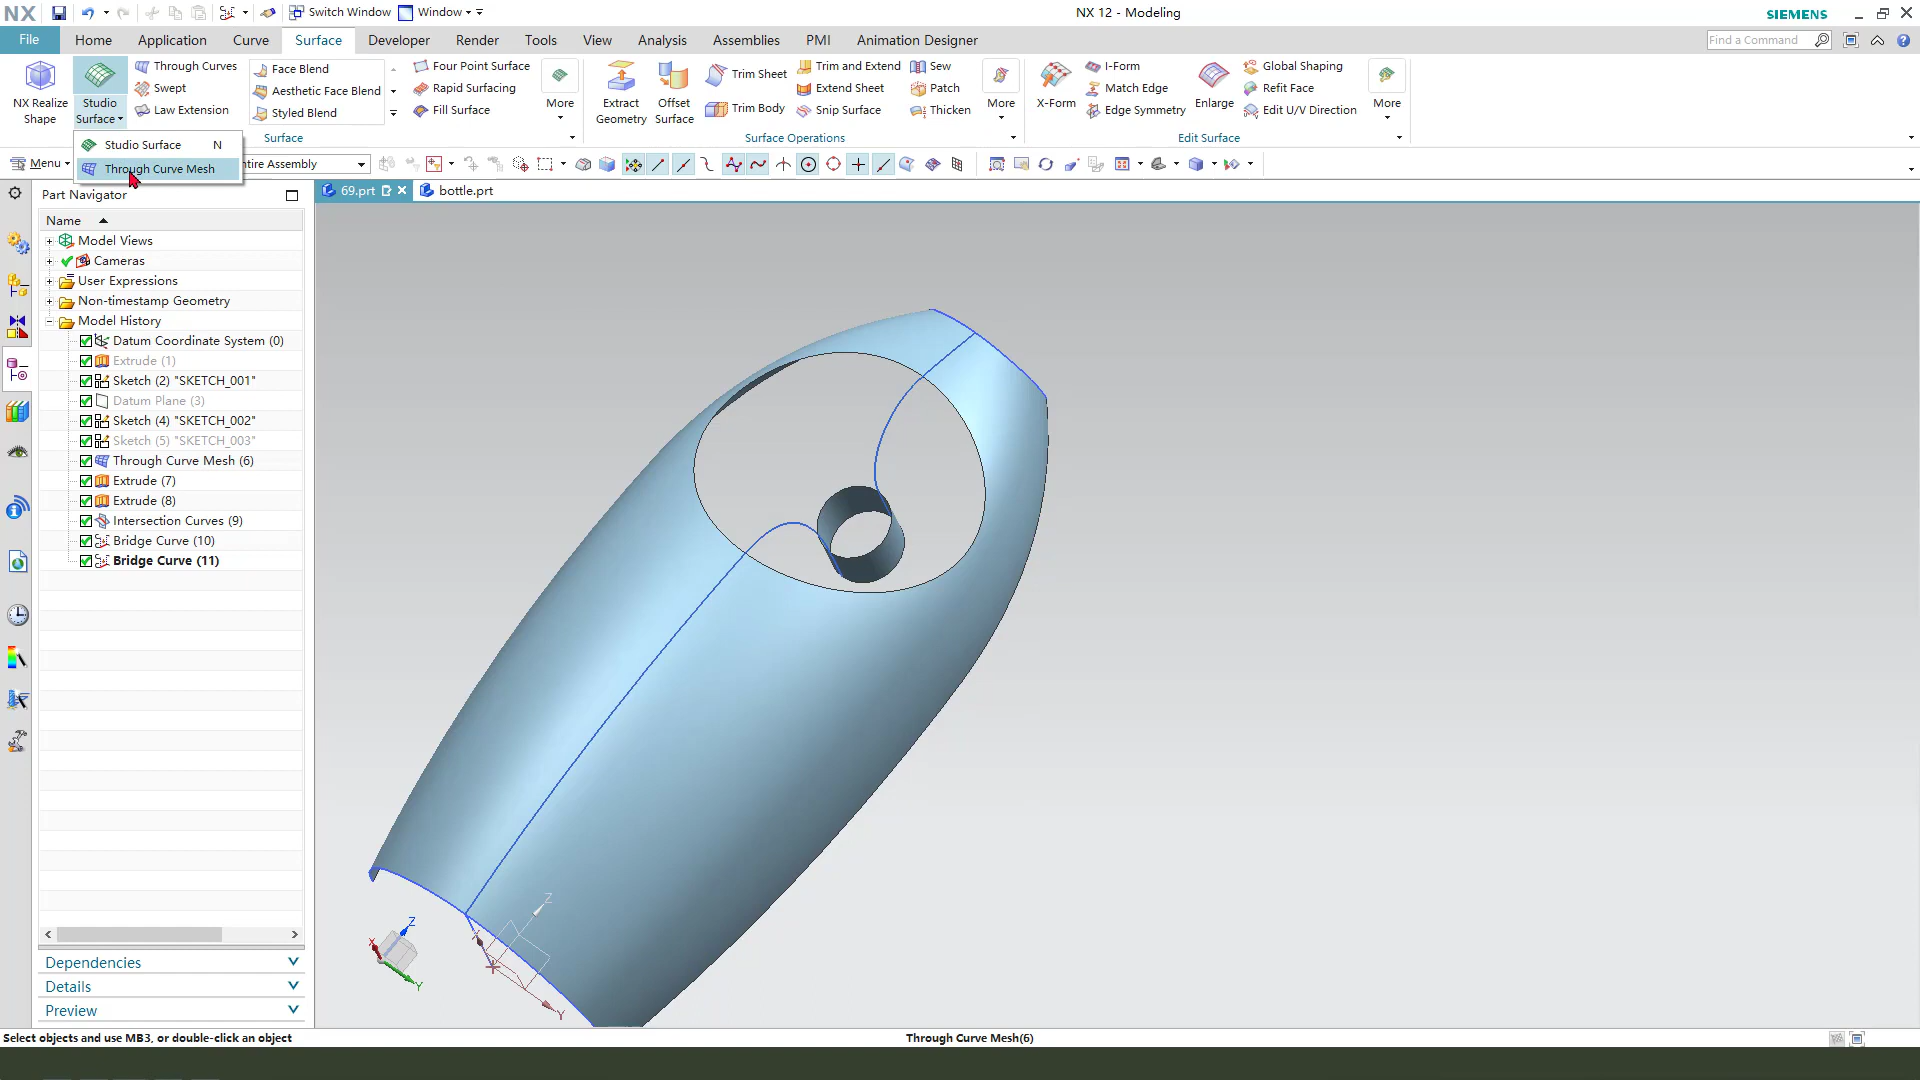 NX
Switch Window
Window
NX 12 - Modeling
SIEMENS
File
Home
Application
Curve
Surface
Developer
Render
Tools
View
Analysis
Assemblies
PMI
Animation Designer
Find a Command
NX Realize
Shape
Studio
Surface
Through Curves
Swept
Law Extension
Face Blend
Aesthetic Face Blend
Styled Blend
Four Point Surface
Rapid Surfacing
Fill Surface
More
Surface
Extract
Geometry
Offset
Surface
Trim Sheet
Trim Body
Trim and Extend
Extend Sheet
Snip Surface
Sew
Patch
Thicken
More
Surface Operations
X-Form
I-Form
Match Edge
Edge Symmetry
Enlarge
Global Shaping
Refit Face
Edit U/V Direction
More
Edit Surface
Studio Surface N
Through Curve Mesh
Menu
ntire Assembly
Part Navigator
69.prt
bottle.prt
Name
Model Views
Cameras
User Expressions
Non-timestamp Geometry
Model History
Datum Coordinate System (0)
Extrude (1)
Sketch (2) "SKETCH_001"
Datum Plane (3)
Sketch (4) "SKETCH_002"
Sketch (5) "SKETCH_003"
Through Curve Mesh (6)
Extrude (7)
Extrude (8)
Intersection Curves (9)
Bridge Curve (10)
Bridge Curve (11)
Dependencies
Details
Preview
Z
X
Y
Z
X
Y
Select objects and use MB3, or double-click an object
Through Curve Mesh(6)